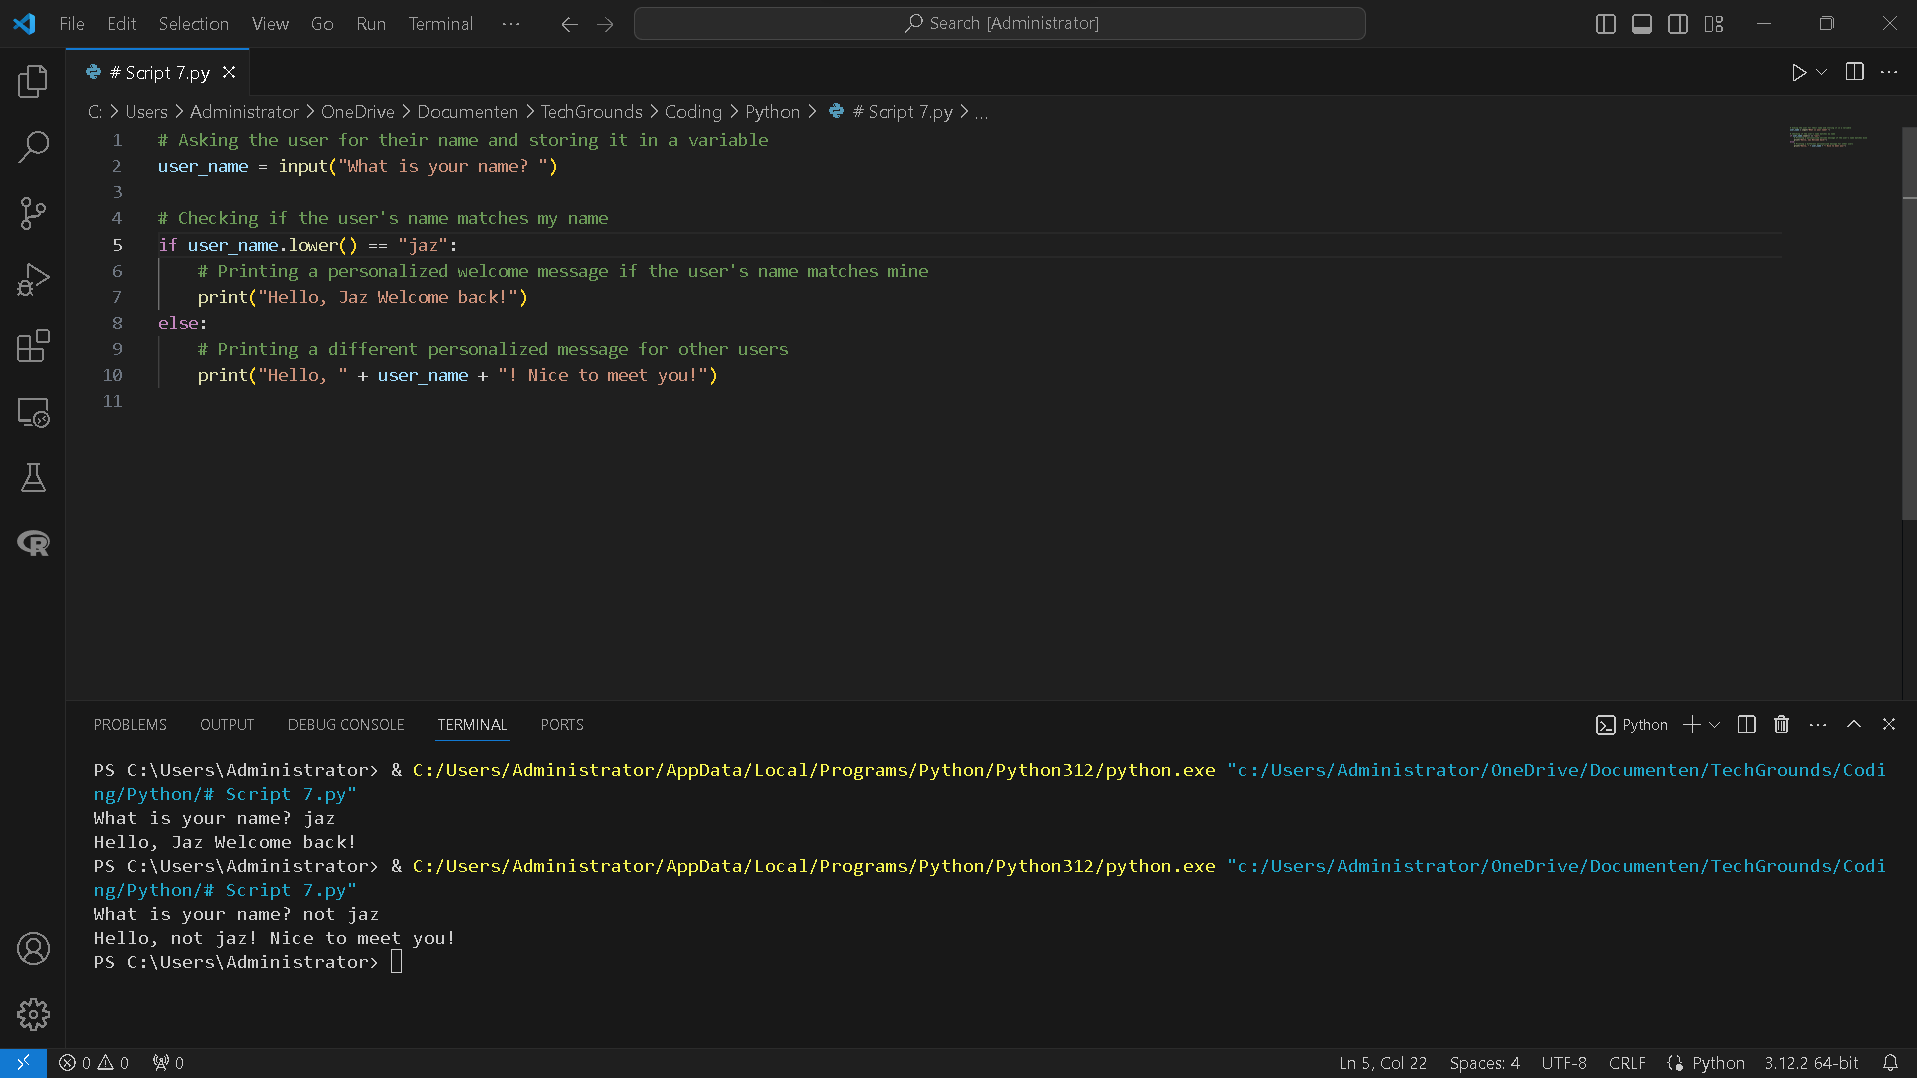 File Edit Selection View Go Run Terminal ... Search [Administrator]
# Script 7.py
C: > Users > Administrator > OneDrive > Documenten > TechGrounds > Coding > Python > # Script 7.py > ...
1 # Asking the user for their name and storing it in a variable
2 user_name = input("What is your name? ")
3
4 # Checking if the user's name matches my name
5 if user_name.lower() == "jaz":
6 # Printing a personalized welcome message if the user's name matches mine
7 print("Hello, Jaz Welcome back!")
8 else:
9 # Printing a different personalized message for other users
10 print("Hello, " + user_name + "! Nice to meet you!")
11
PROBLEMS OUTPUT DEBUG CONSOLE TERMINAL PORTS Python
PS C:\Users\Administrator> & C:/Users/Administrator/AppData/Local/Programs/Python/Python312/python.exe "c:/Users/Administrator/OneDrive/Documenten/TechGrounds/Codi
ng/Python/# Script 7.py"
What is your name? jaz
Hello, Jaz Welcome back!
PS C:\Users\Administrator> & C:/Users/Administrator/AppData/Local/Programs/Python/Python312/python.exe "c:/Users/Administrator/OneDrive/Documenten/TechGrounds/Codi
ng/Python/# Script 7.py"
What is your name? not jaz
Hello, not jaz! Nice to meet you!
PS C:\Users\Administrator>
0 0 0 Ln 5, Col 22 Spaces: 4 UTF-8 CRLF Python 3.12.2 64-bit